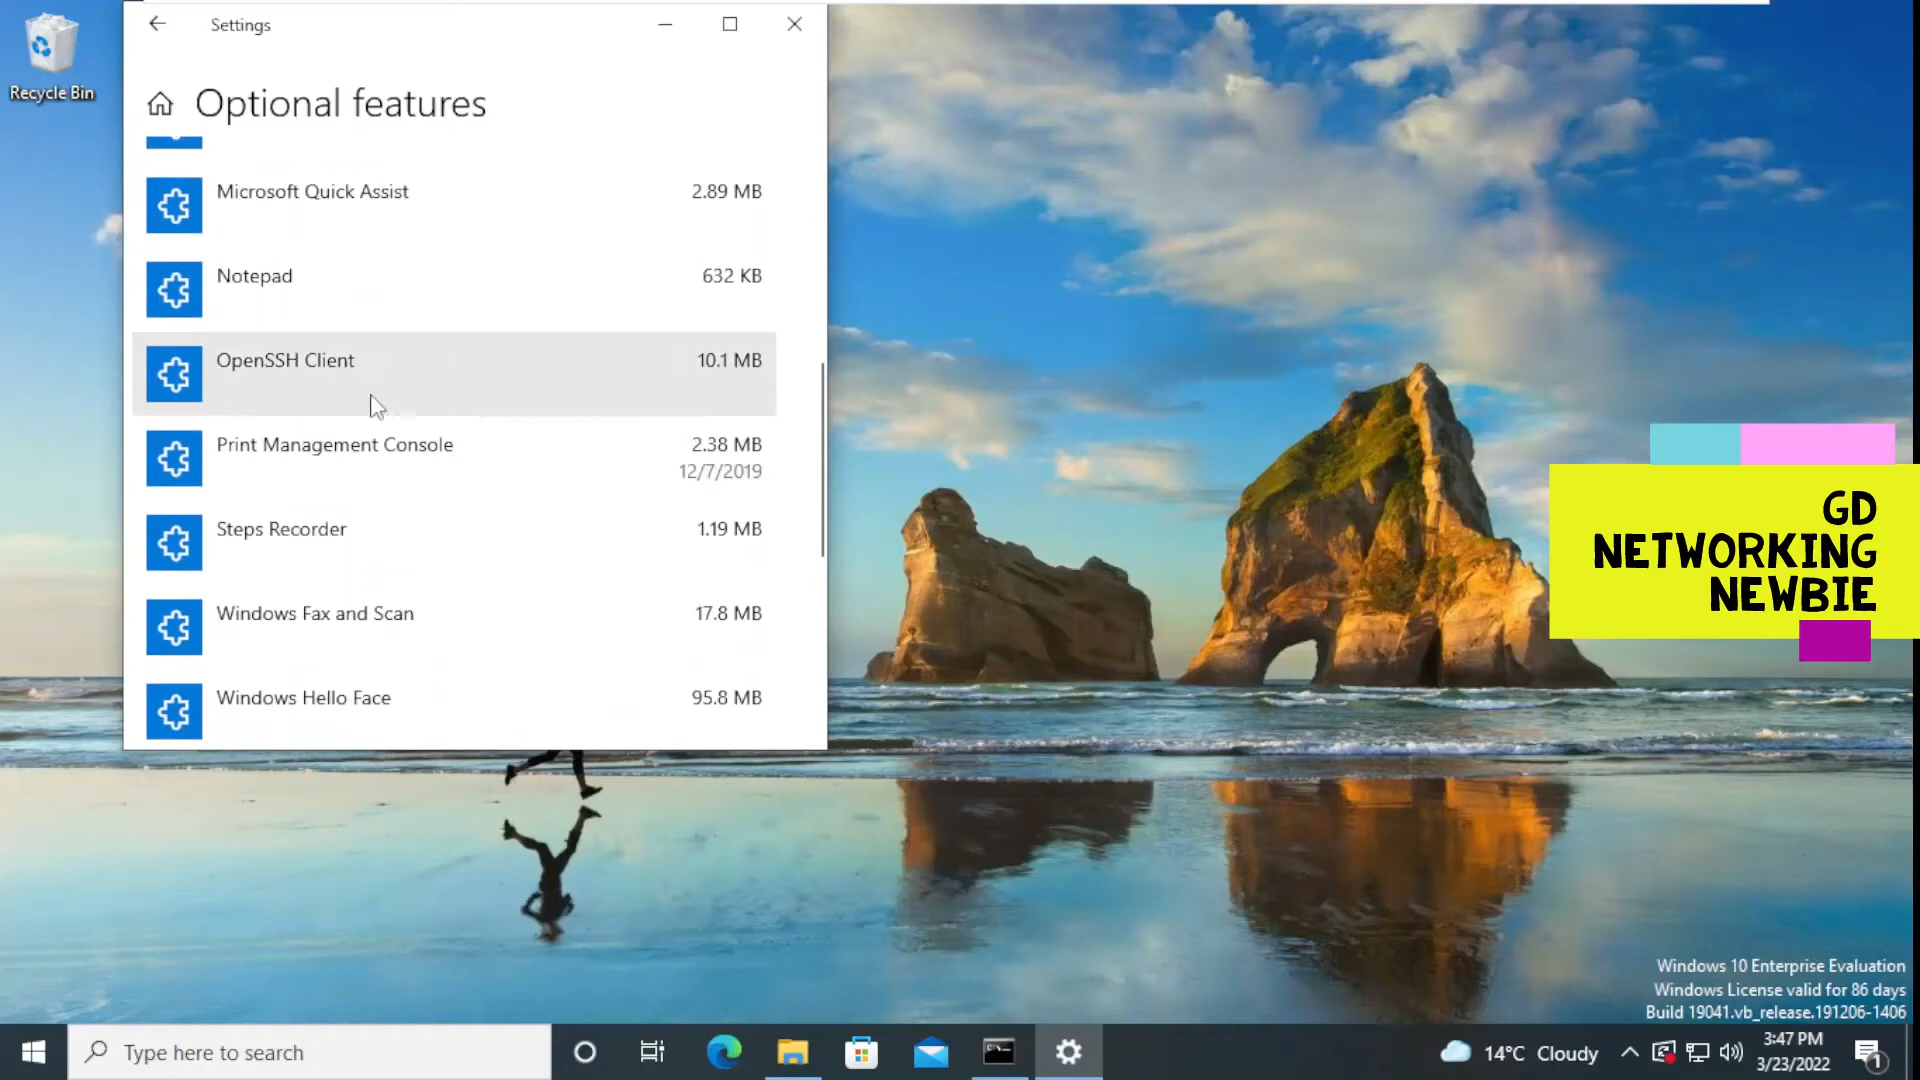 Recycle Bin
Settings
Optional features
Microsoft Quick Assist 2.89 MB
Notepad 632 KB
OpenSSH Client 10.1 MB
Print Management Console 2.38 MB
12/7/2019
Steps Recorder 1.19 MB
Windows Fax and Scan 17.8 MB
Windows Hello Face 95.8 MB
GD
NETWORKING
NEWBIE
Windows 10 Enterprise Evaluation
Windows License valid for 86 days
Build 19041.vb_release.191206-1406
Type here to search
14°C Cloudy
3:47 PM
3/23/2022
1